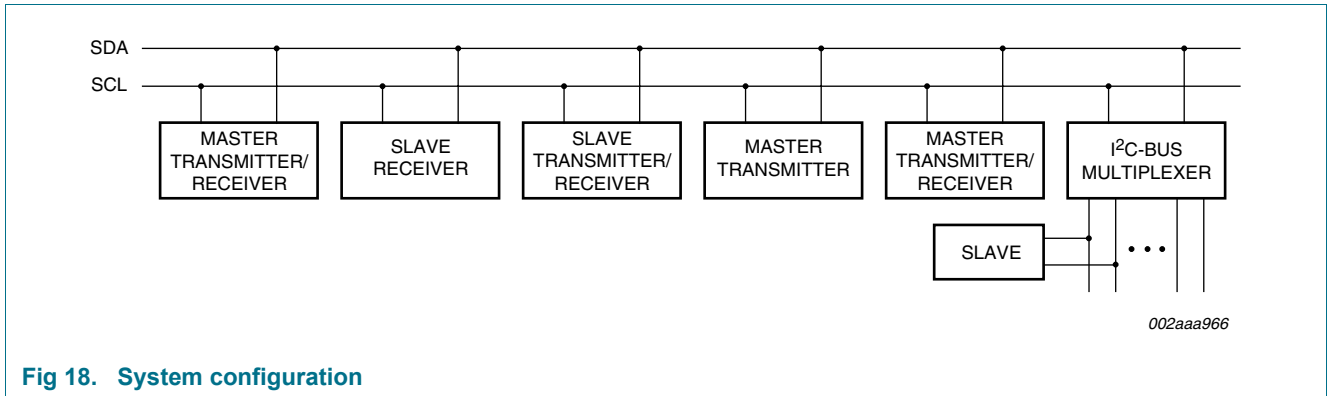 SDA
SCL
MASTER
TRANSMITTER/
RECEIVER
SLAVE
RECEIVER
SLAVE
TRANSMITTER/
RECEIVER
MASTER
TRANSMITTER
MASTER
TRANSMITTER/
RECEIVER
I²C-BUS
MULTIPLEXER
SLAVE
002aaa966
Fig 18. System configuration